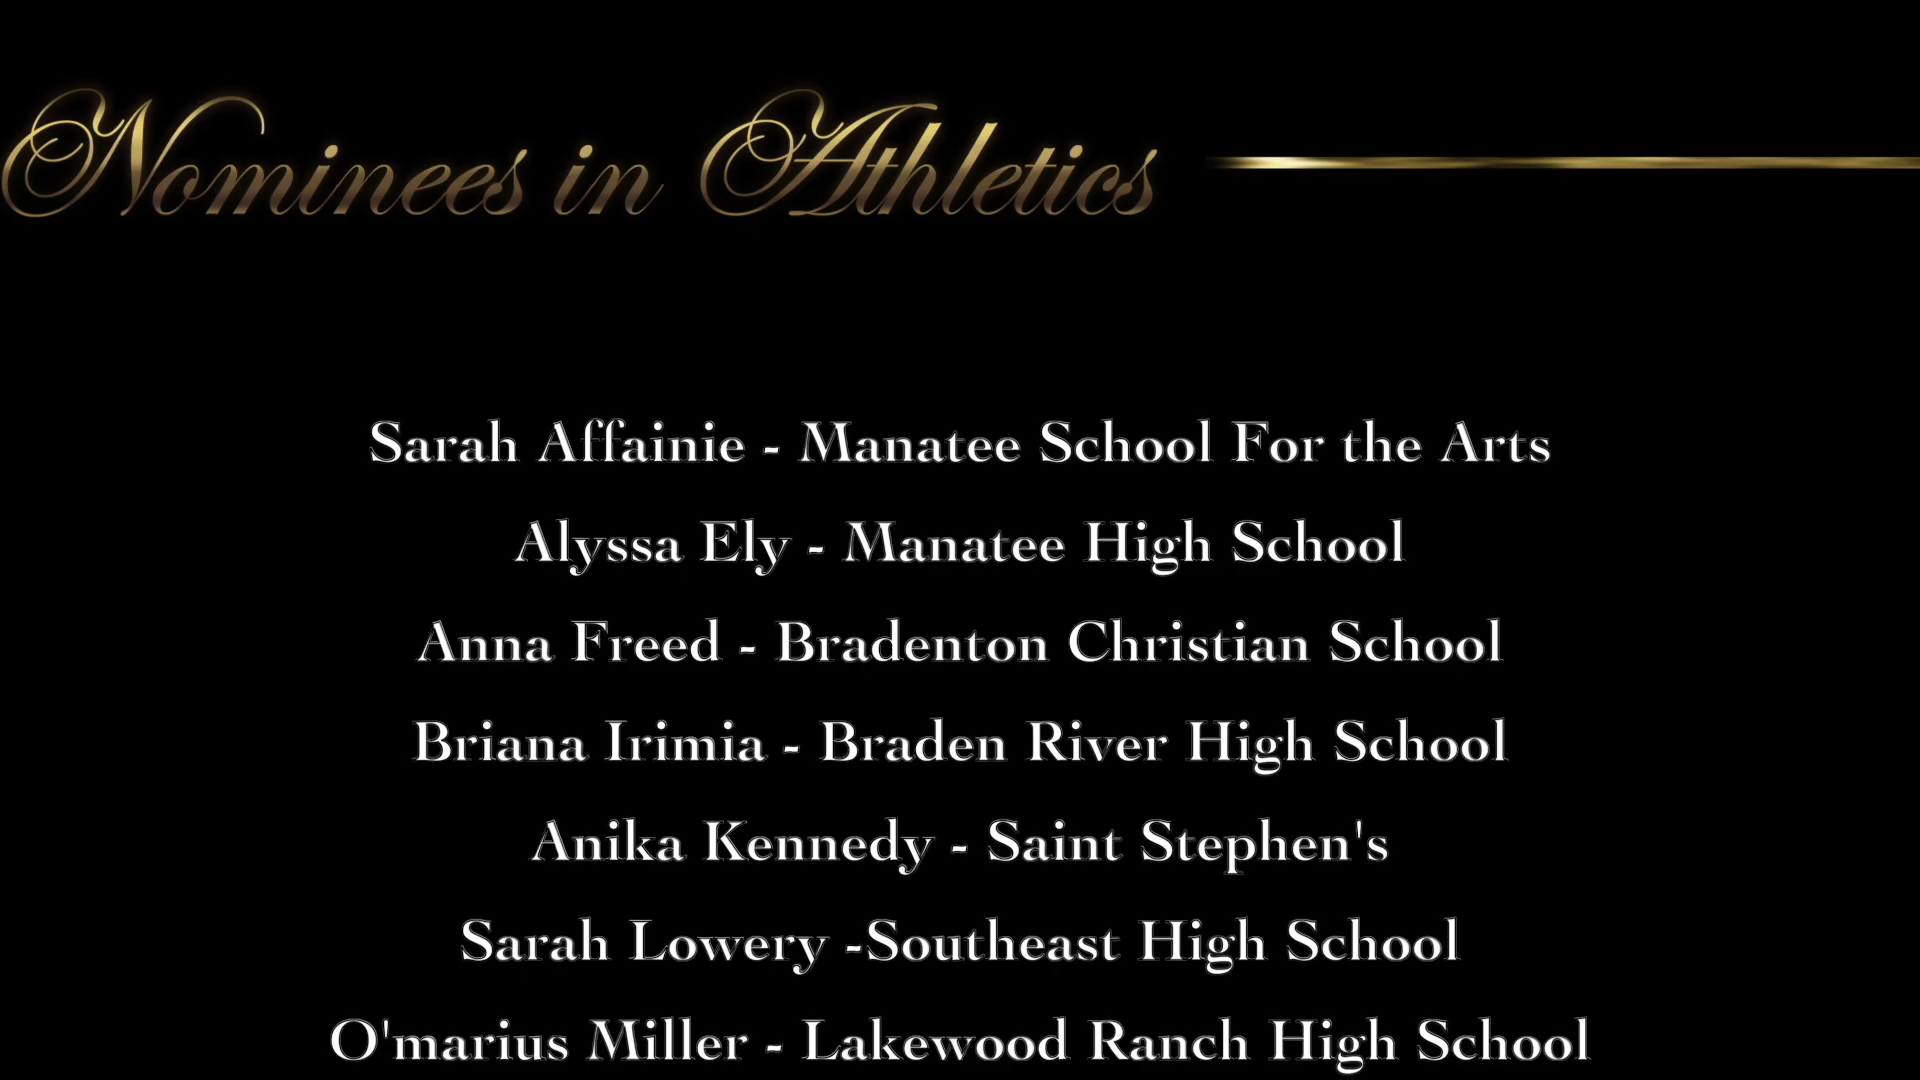 Nominees in Athletics
Sarah Affainie - Manatee School For the Arts
Alyssa Ely - Manatee High School
Anna Freed - Bradenton Christian School
Briana Irimia - Braden River High School
Anika Kennedy - Saint Stephen's
Sarah Lowery -Southeast High School
O'marius Miller - Lakewood Ranch High School